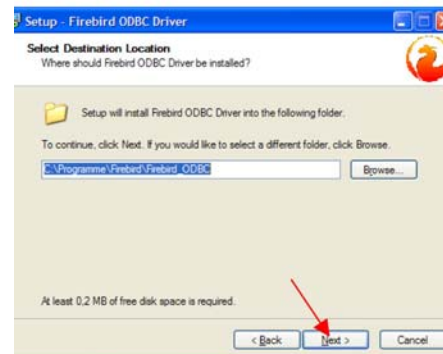 Setup - Firebird ODBC Driver
Select Destination Location
Where should Firebird ODBC Driver be installed?
Setup will install Firebird ODBC Driver into the following folder.
To continue, click Next. If you would like to select a different folder, click Browse.
C:\Programme\Firebird\Firebird_ODBC
Browse...
At least 0,2 MB of free disk space is required.
< Back
Next >
Cancel